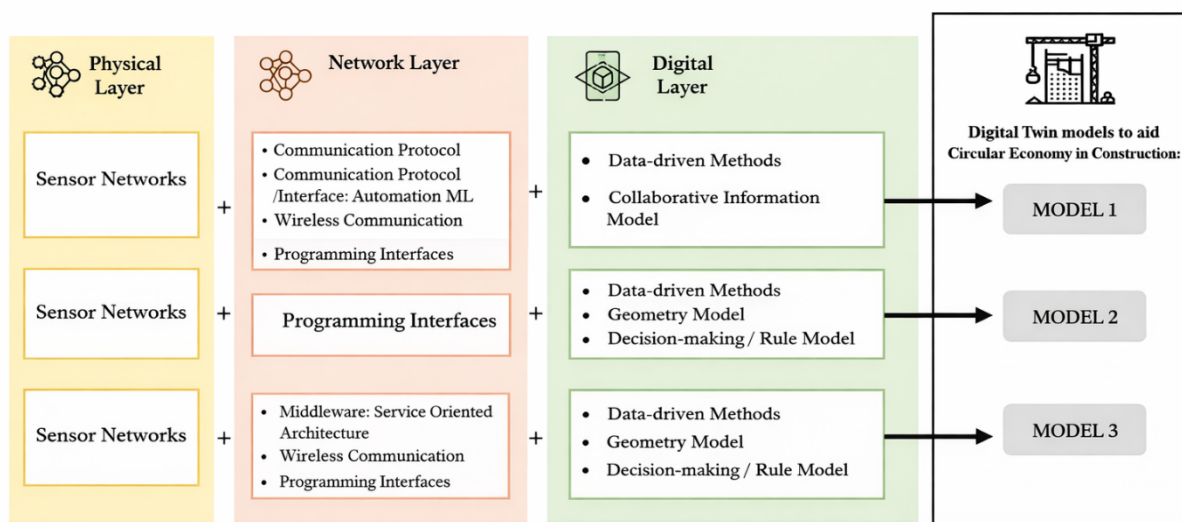 Physical
Layer
Network Layer
Digital
Layer
Digital Twin models to aid
Circular Economy in Construction:
Sensor Networks
+
• Communication Protocol
• Communication Protocol
/Interface: Automation ML
• Wireless Communication
• Programming Interfaces
+
• Data-driven Methods
• Collaborative Information
Model
MODEL 1
Sensor Networks
+
Programming Interfaces
+
• Data-driven Methods
• Geometry Model
• Decision-making / Rule Model
MODEL 2
Sensor Networks
+
• Middleware: Service Oriented
Architecture
• Wireless Communication
• Programming Interfaces
+
• Data-driven Methods
• Geometry Model
• Decision-making / Rule Model
MODEL 3